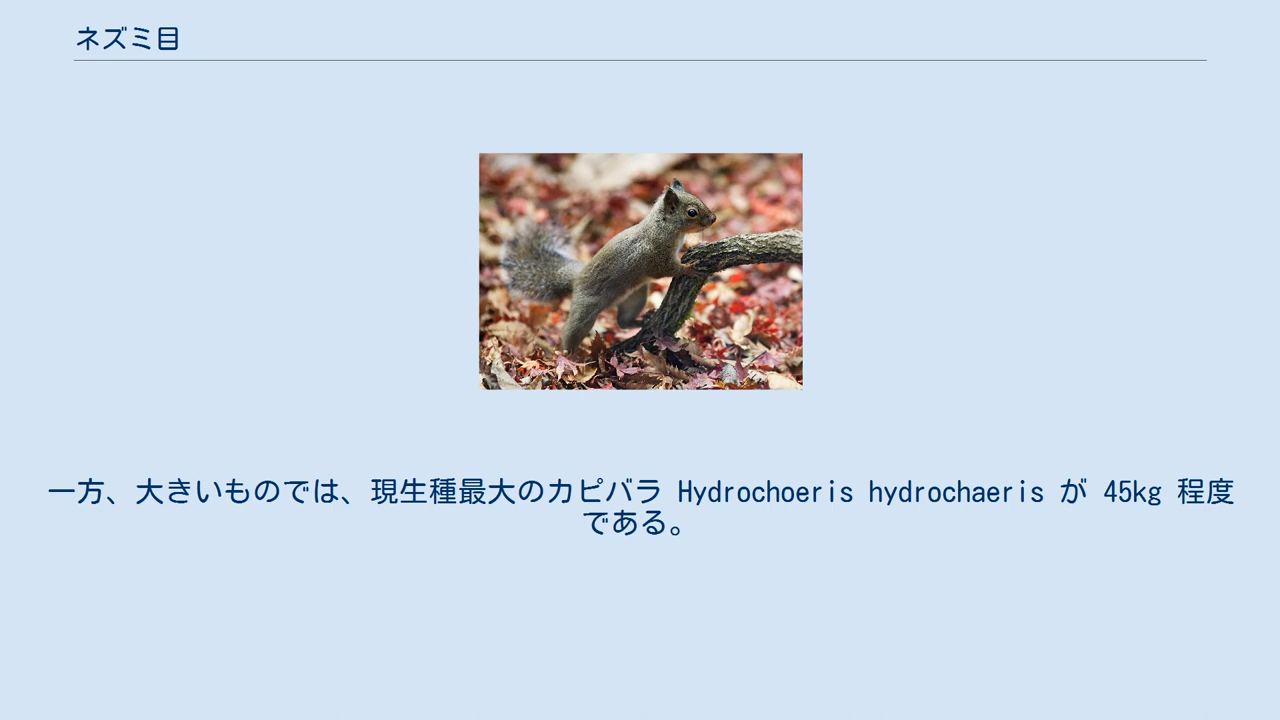 ネズミ目
一方、大きいものでは、現生種最大のカピバラ Hydrochoeris hydrochaeris が 45kg 程度
である。